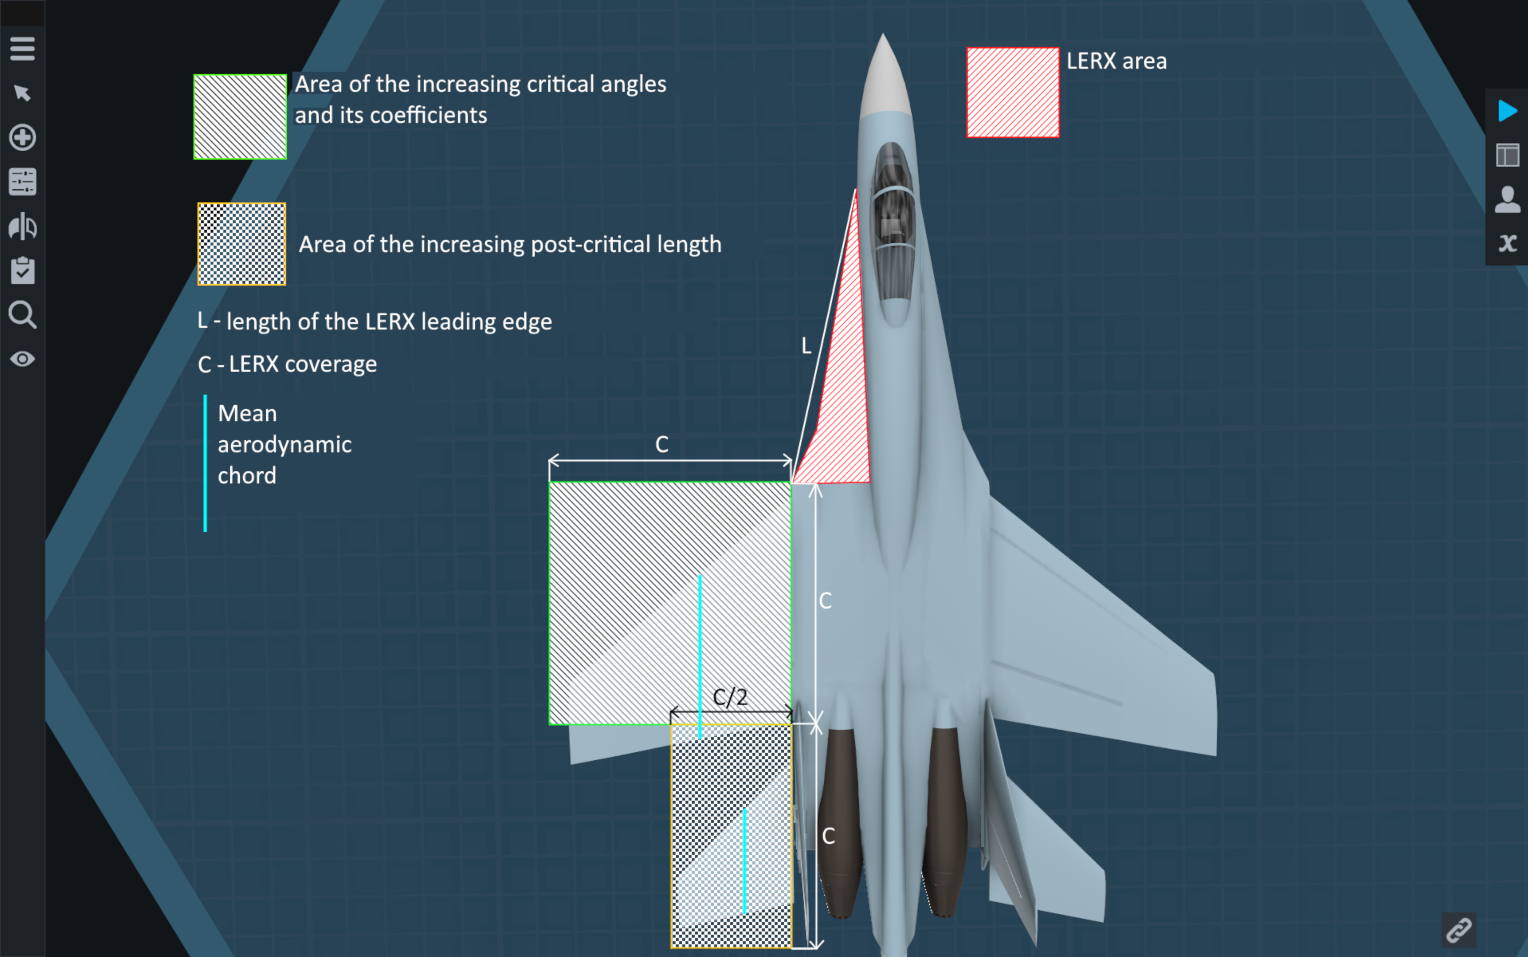 Area of the increasing critical angles
and its coefficients
LERX area
Area of the increasing post-critical length
L - length of the LERX leading edge
C - LERX coverage
Mean
aerodynamic
chord
L
C
C
C/2
C
x